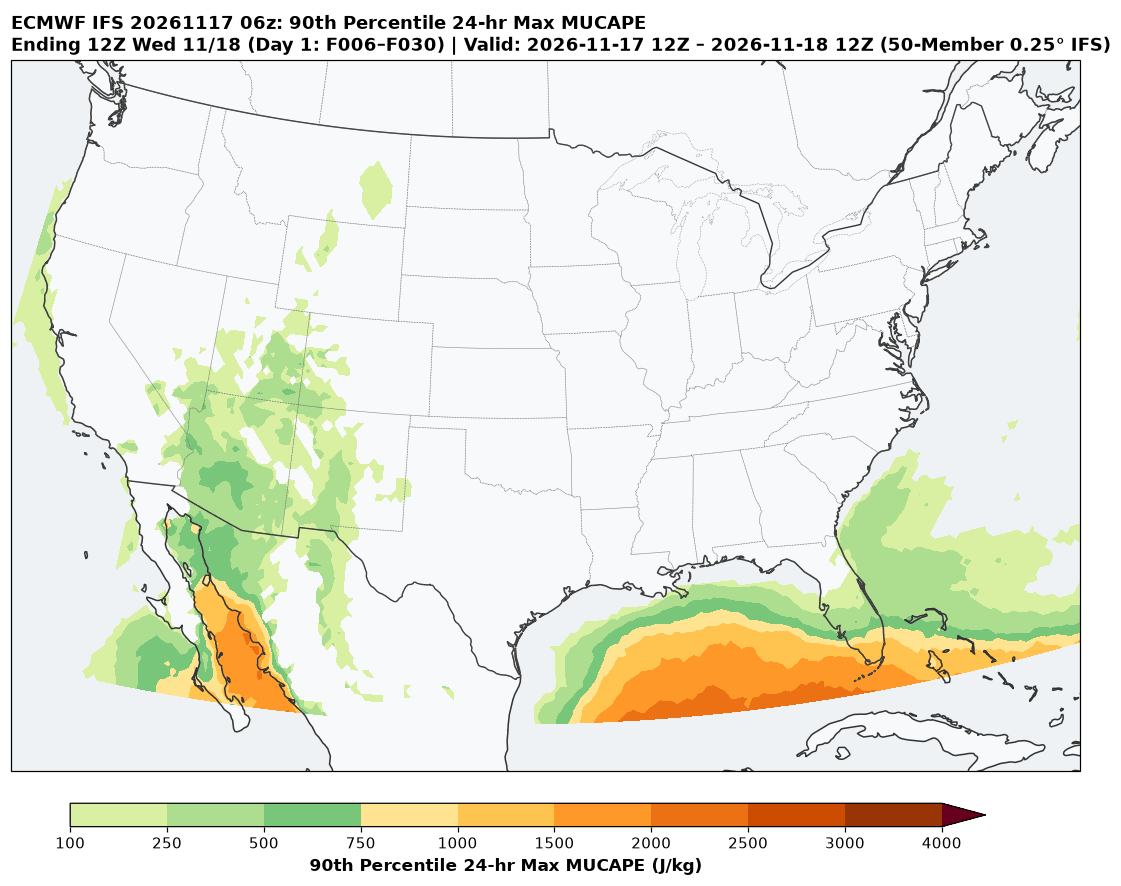 ECMWF IFS 20261117 06z: 90th Percentile 24-hr Max MUCAPE
Ending 12Z Wed 11/18 (Day 1: F006–F030) | Valid: 2026-11-17 12Z – 2026-11-18 12Z (50-Member 0.25° IFS)
100 250 500 750 1000 1500 2000 2500 3000 4000
90th Percentile 24-hr Max MUCAPE (J/kg)